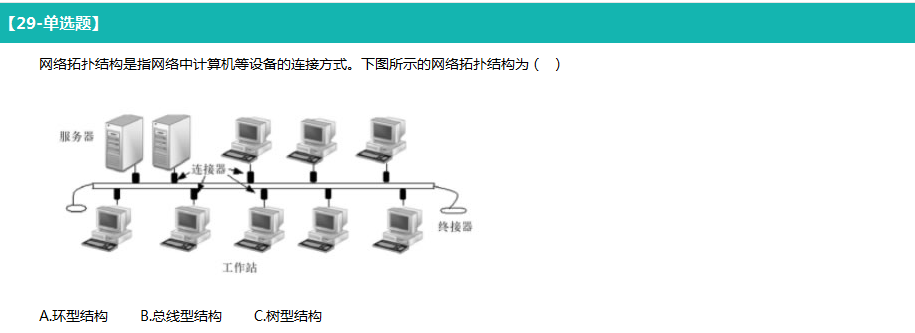 【29-单选题】
网络拓扑结构是指网络中计算机等设备的连接方式。下图所示的网络拓扑结构为（ ）
服务器
连接器
终接器
工作站
A.环型结构 B.总线型结构 C.树型结构